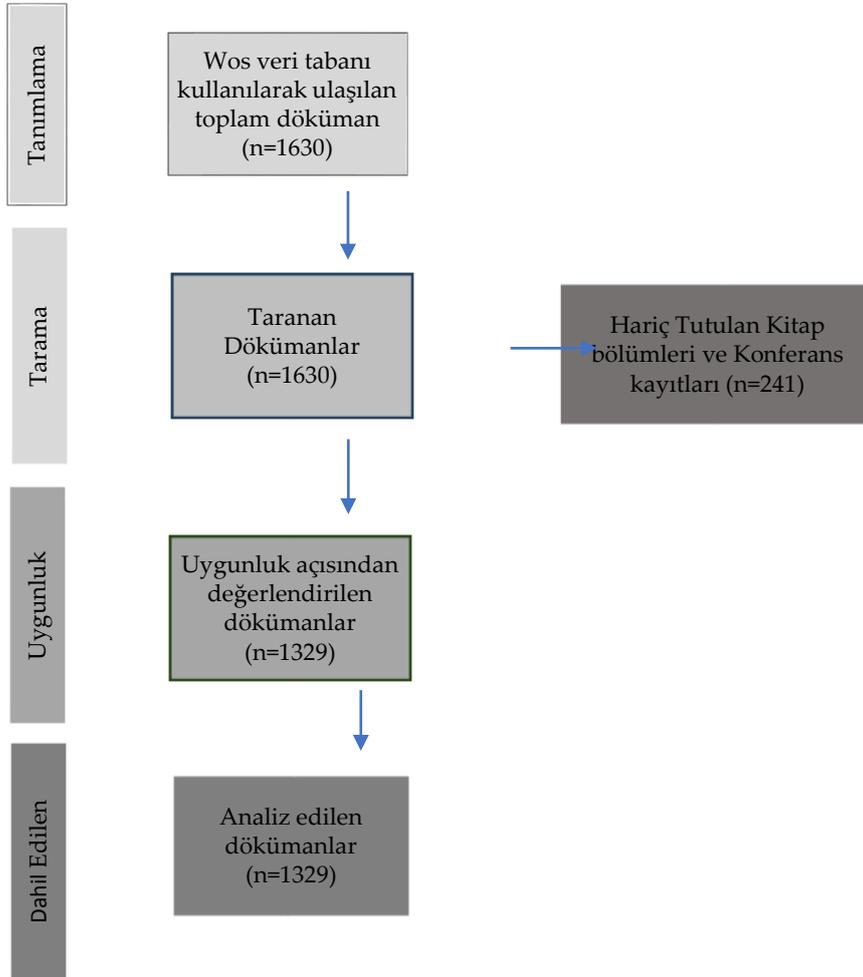 Tanımlama
Wos veri tabanı
kullanılarak ulaşılan
toplam döküman
(n=1630)
Tarama
Taranan
Dökümanlar
(n=1630)
Hariç Tutulan Kitap
bölümleri ve Konferans
kayıtları (n=241)
Uygunluk
Uygunluk açısından
değerlendirilen
dökümanlar
(n=1329)
Dahil Edilen
Analiz edilen
dökümanlar
(n=1329)